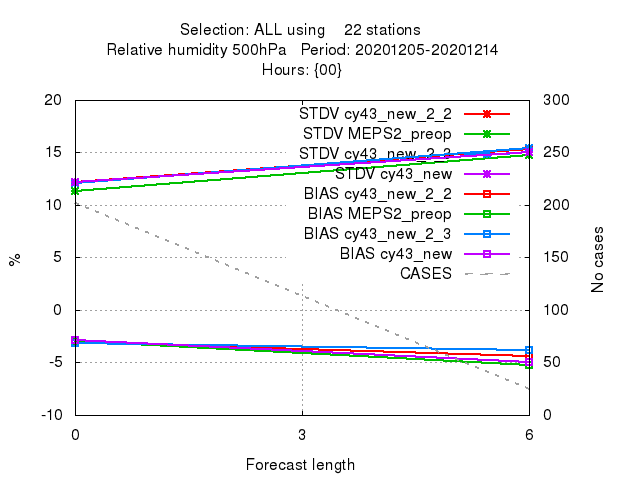 Selection: ALL using    22 stations
Relative humidity 500hPa   Period: 20201205-20201214
Hours: {00}
STDV cy43_new_2_2
STDV MEPS2_preop
STDV cy43_new_2_3
STDV cy43_new
BIAS cy43_new_2_2
BIAS MEPS2_preop
BIAS cy43_new_2_3
BIAS cy43_new
CASES
20
15
10
5
0
-5
-10
%
300
250
200
150
100
50
0
No cases
0 3 6
Forecast length